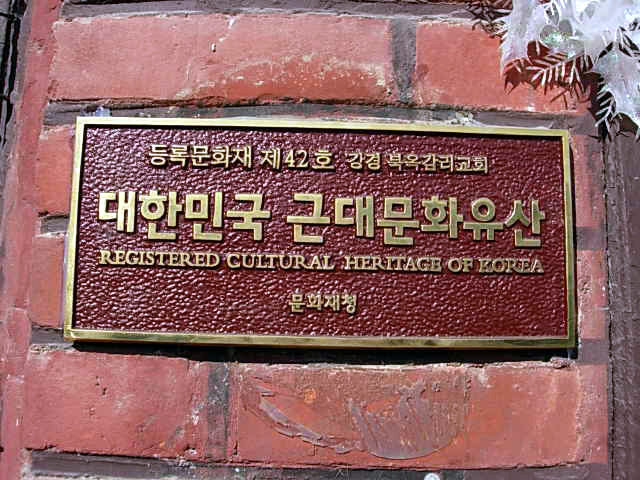 등록문화재 제42호 강경 북옥감리교회
대한민국 근대문화유산
REGISTERED CULTURAL HERITAGE OF KOREA
문화재청